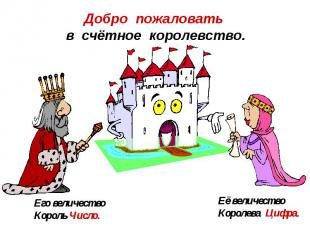 Добро пожаловать
в счётное королевство.
Его величество
Король Число.
Её величество
Королева Цифра.